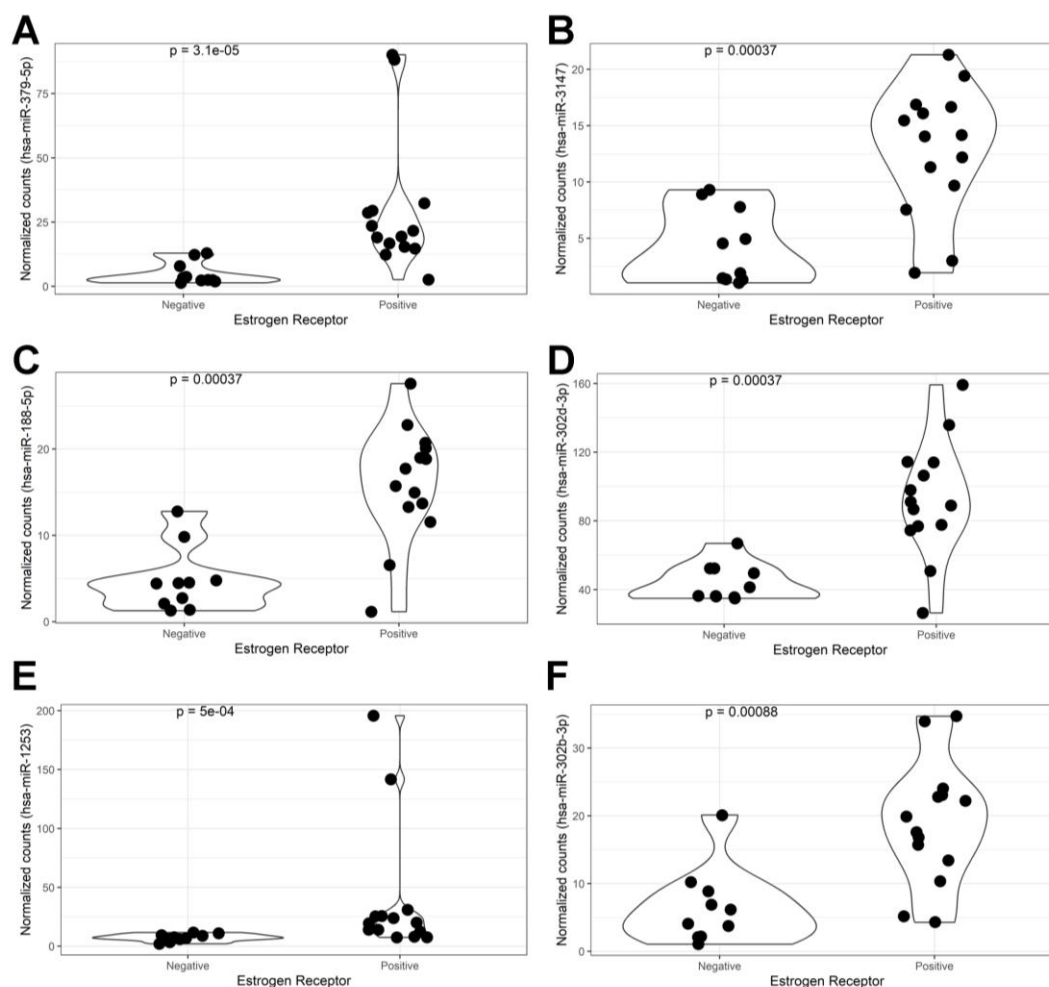 A
p = 3.1e-05
Normalized counts (hsa-miR-379-5p)
75
50
25
0
Negative
Positive
Estrogen Receptor
B
p = 0.00037
Normalized counts (hsa-miR-3147)
20
15
10
5
Negative
Positive
Estrogen Receptor
C
p = 0.00037
Normalized counts (hsa-miR-188-5p)
20
10
0
Negative
Positive
Estrogen Receptor
D
p = 0.00037
Normalized counts (hsa-miR-302d-3p)
160
120
80
40
Negative
Positive
Estrogen Receptor
E
p = 5e-04
Normalized counts (hsa-miR-1253)
200
150
100
50
0
Negative
Positive
Estrogen Receptor
F
p = 0.00088
Normalized counts (hsa-miR-302b-3p)
30
20
10
0
Negative
Positive
Estrogen Receptor